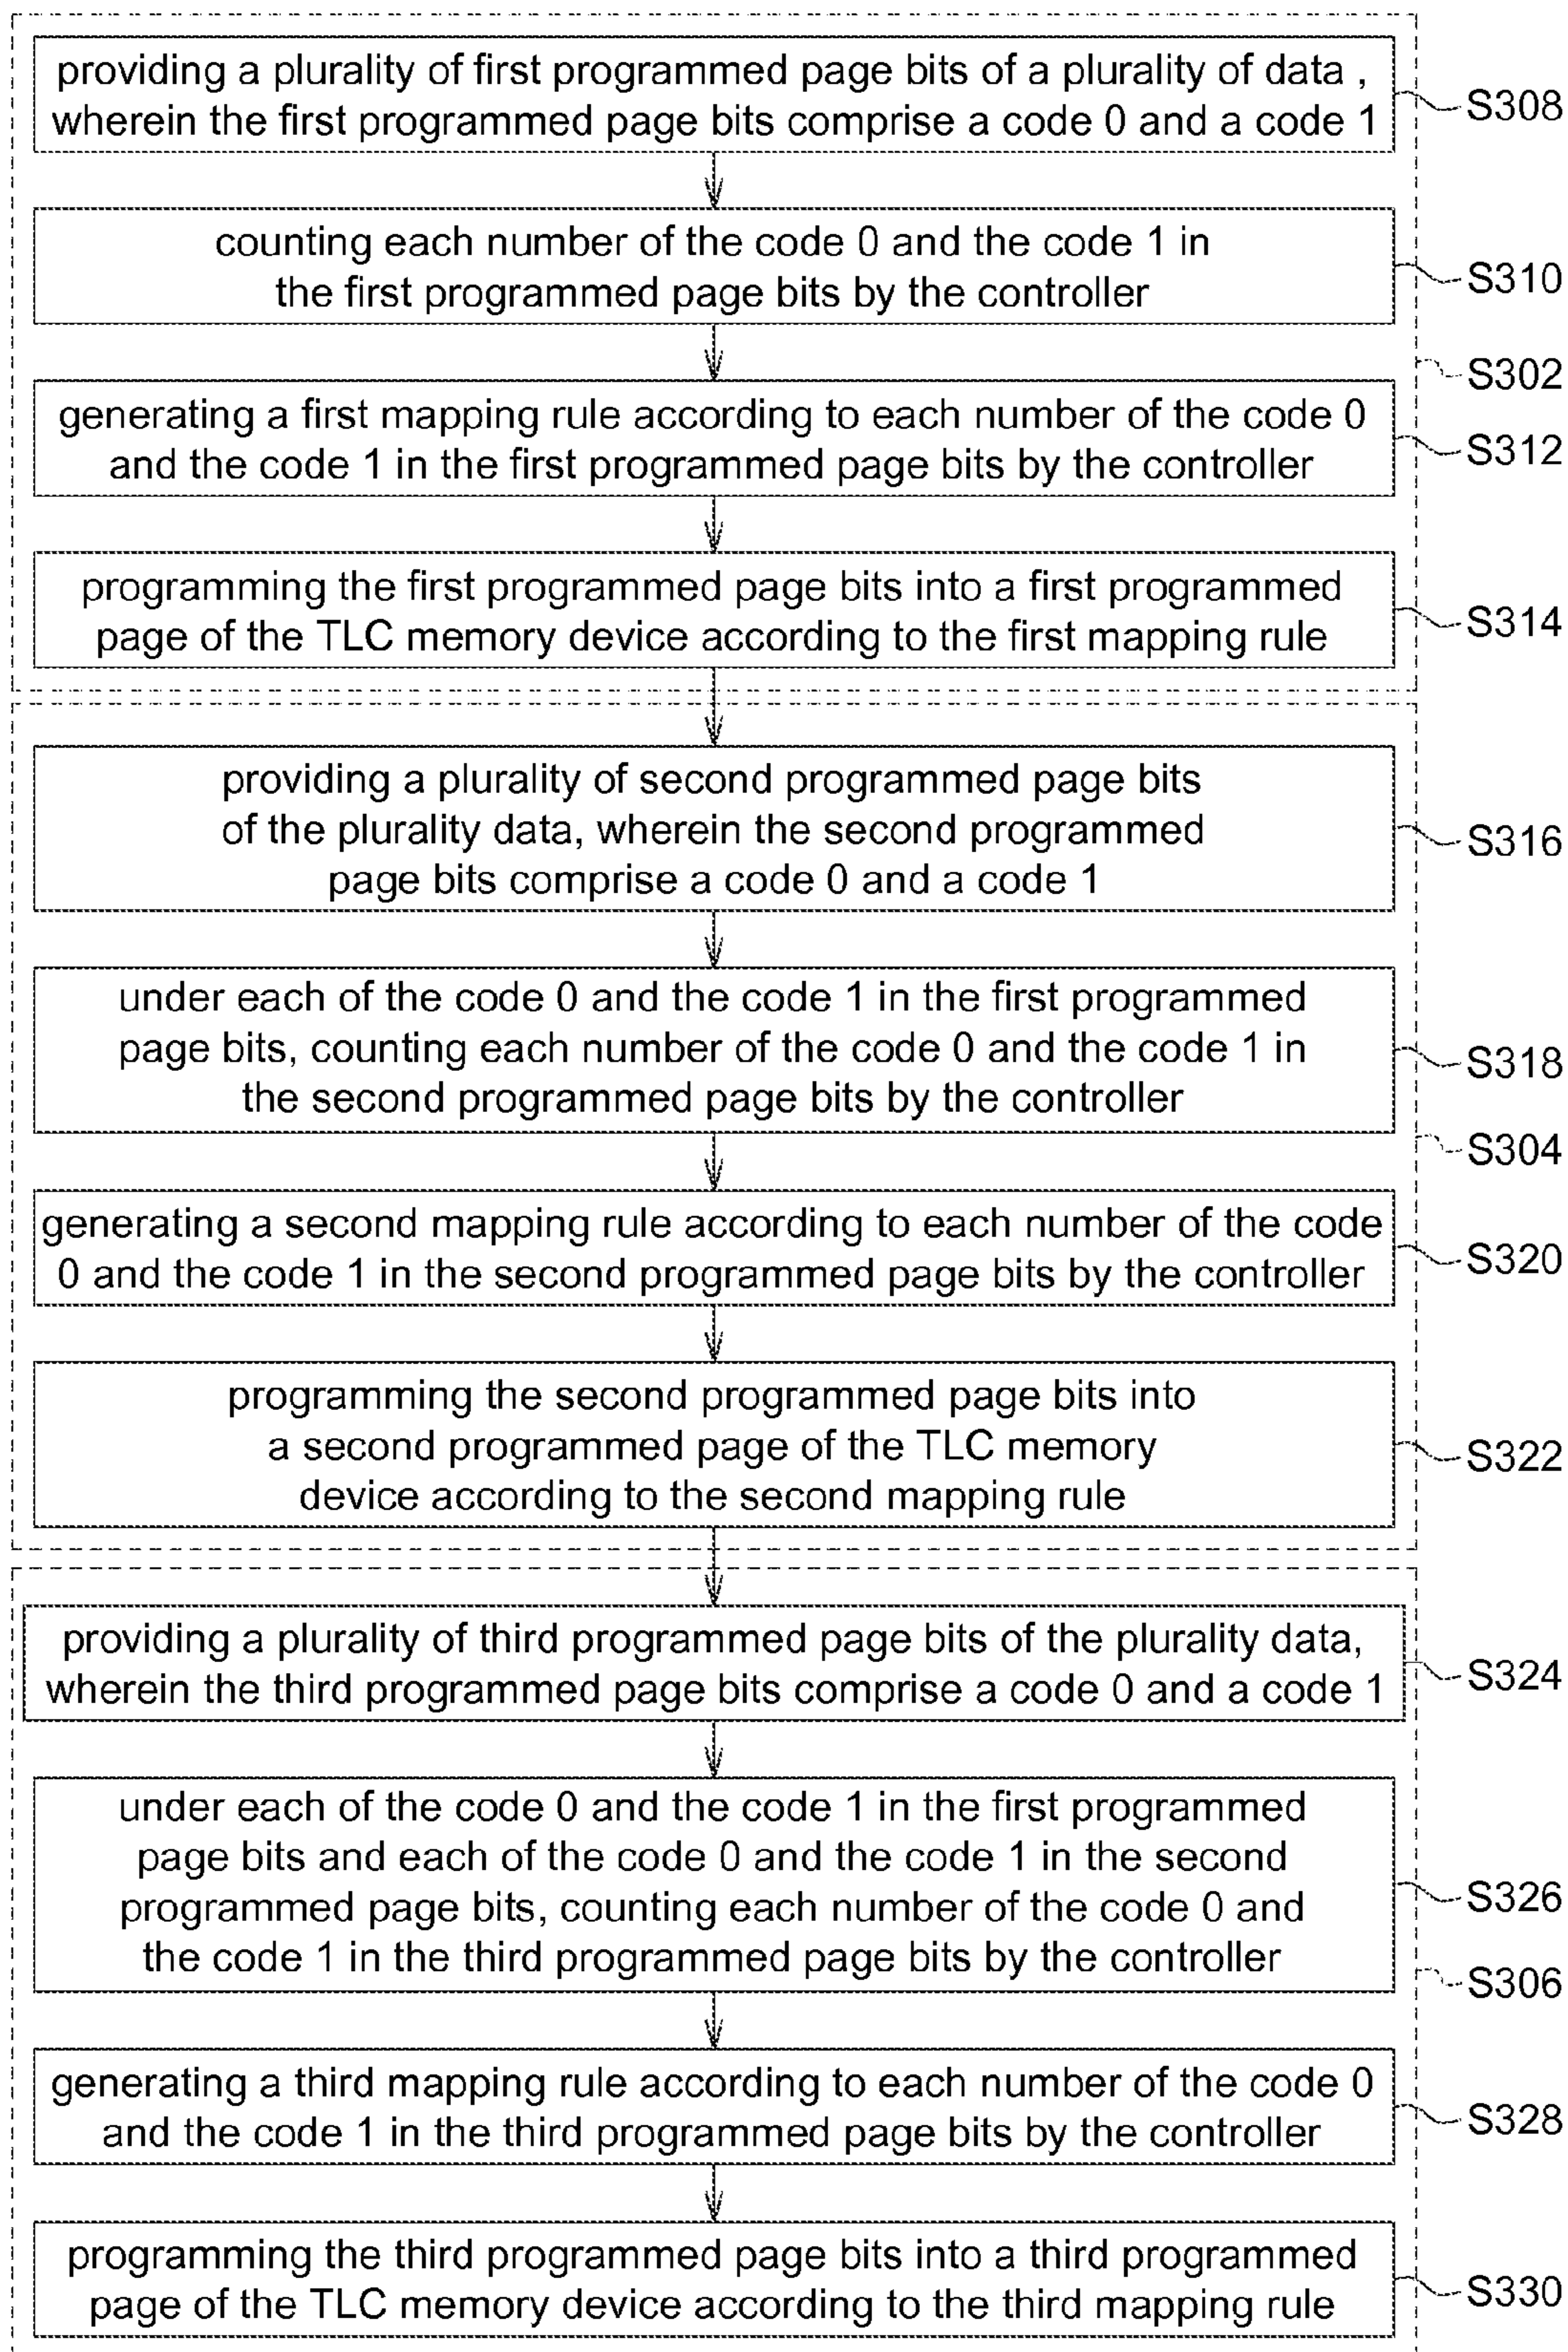 providing a plurality of first programmed page bits of a plurality of data ,
wherein the first programmed page bits comprise a code 0 and a code 1
S308
counting each number of the code 0 and the code 1 in
the first programmed page bits by the controller
S310
S302
generating a first mapping rule according to each number of the code 0
and the code 1 in the first programmed page bits by the controller
S312
programming the first programmed page bits into a first programmed
page of the TLC memory device according to the first mapping rule
S314
providing a plurality of second programmed page bits
of the plurality data, wherein the second programmed
page bits comprise a code 0 and a code 1
S316
under each of the code 0 and the code 1 in the first programmed
page bits, counting each number of the code 0 and the code 1 in
the second programmed page bits by the controller
S318
S304
generating a second mapping rule according to each number of the code
0 and the code 1 in the second programmed page bits by the controller
S320
programming the second programmed page bits into
a second programmed page of the TLC memory
device according to the second mapping rule
S322
providing a plurality of third programmed page bits of the plurality data,
wherein the third programmed page bits comprise a code 0 and a code 1
S324
under each of the code 0 and the code 1 in the first programmed
page bits and each of the code 0 and the code 1 in the second
programmed page bits, counting each number of the code 0 and
the code 1 in the third programmed page bits by the controller
S326
S306
generating a third mapping rule according to each number of the code 0
and the code 1 in the third programmed page bits by the controller
S328
programming the third programmed page bits into a third programmed
page of the TLC memory device according to the third mapping rule
S330